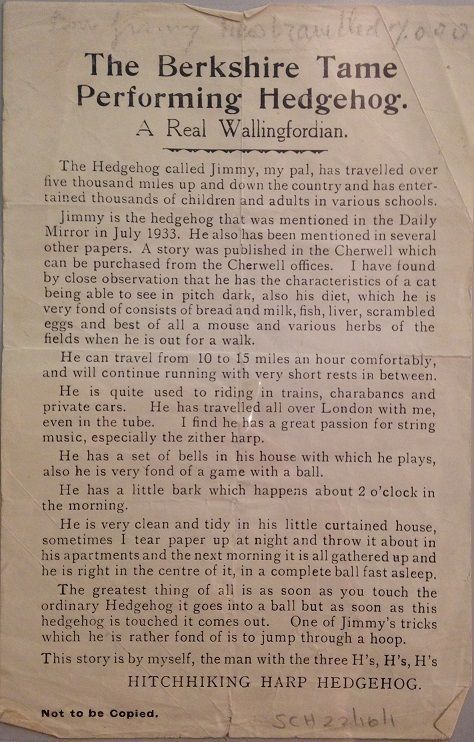 Jimmy has travelled
The Berkshire Tame
Performing Hedgehog.
A Real Wallingfordian.
The Hedgehog called Jimmy, my pal, has travelled over
five thousand miles up and down the country and has enter-
tained thousands of children and adults in various schools.
Jimmy is the hedgehog that was mentioned in the Daily
Mirror in July 1933. He also has been mentioned in several
other papers. A story was published in the Cherwell which
can be purchased from the Cherwell offices. I have found
by close observation that he has the characteristics of a cat
being able to see in pitch dark, also his diet, which he is
very fond of consists of bread and milk, fish, liver, scrambled
eggs and best of all a mouse and various herbs of the
fields when he is out for a walk.
He can travel from 10 to 15 miles an hour comfortably,
and will continue running with very short rests in between.
He is quite used to riding in trains, charabancs and
private cars. He has travelled all over London with me,
even in the tube. I find he has a great passion for string
music, especially the zither harp.
He has a set of bells in his house with which he plays,
also he is very fond of a game with a ball.
He has a little bark which happens about 2 o'clock in
the morning.
He is very clean and tidy in his little curtained house,
sometimes I tear paper up at night and throw it about in
his apartments and the next morning it is all gathered up and
he is right in the centre of it, in a complete ball fast asleep.
The greatest thing of all is as soon as you touch the
ordinary Hedgehog it goes into a ball but as soon as this
hedgehog is touched it comes out. One of Jimmy's tricks
which he is rather fond of is to jump through a hoop.
This story is by myself, the man with the three H's, H's, H's
HITCHHIKING HARP HEDGEHOG.
Not to be Copied.
SCH 22/16/1